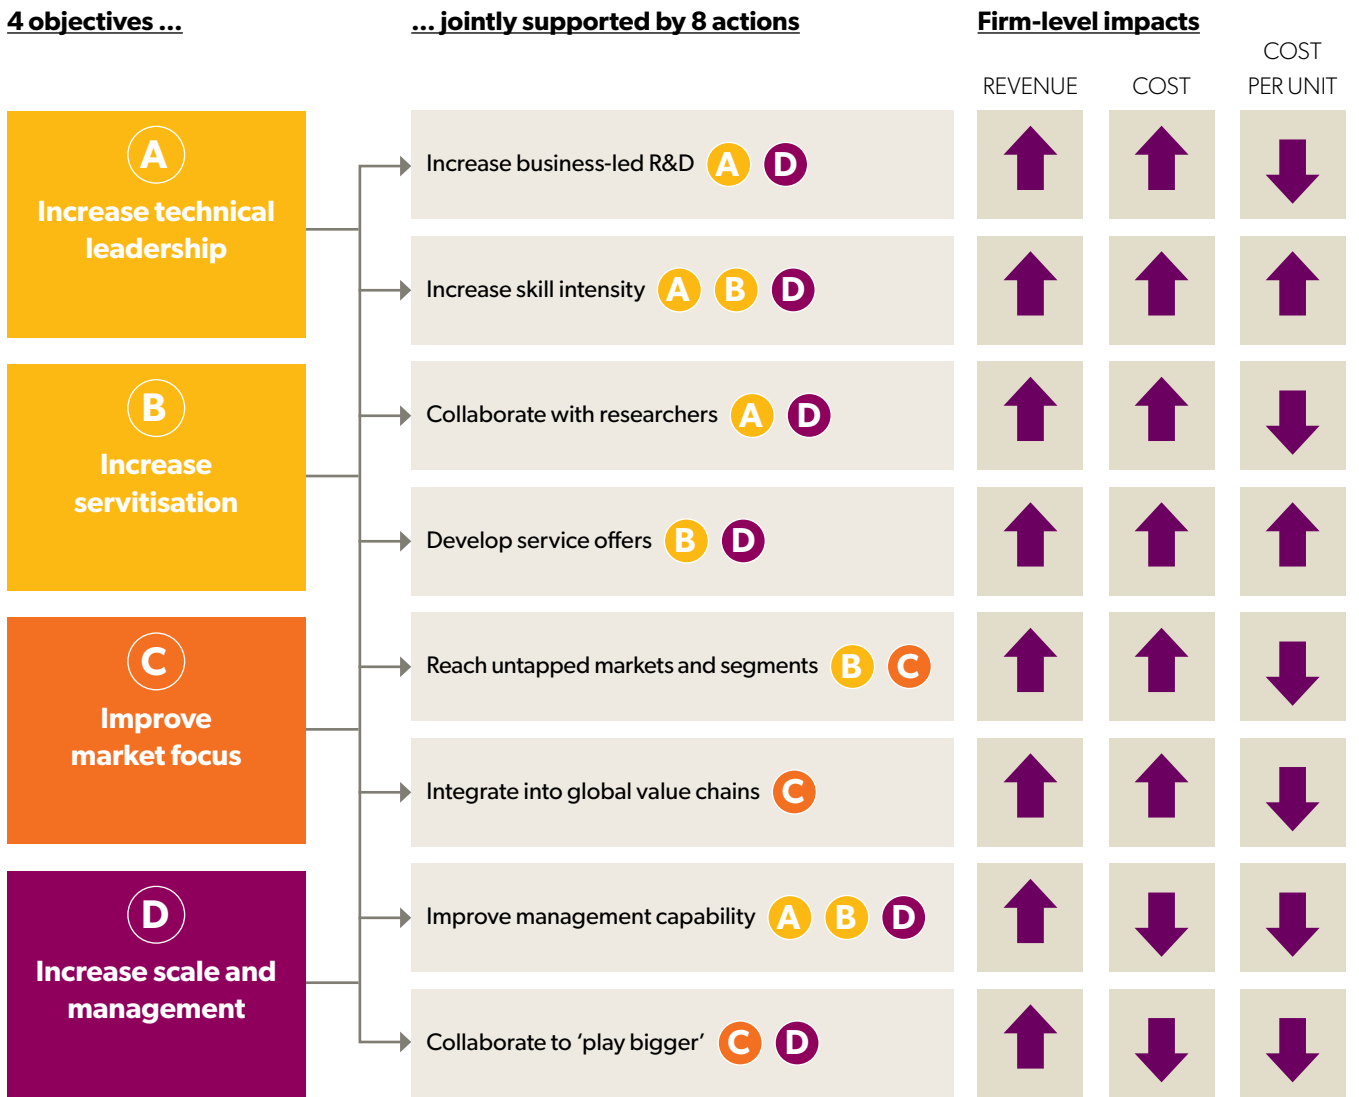 4 objectives ...
... jointly supported by 8 actions
Firm-level impacts
REVENUE
COST
COST
PER UNIT
A
Increase technical
leadership
B
Increase
servitisation
C
Improve
market focus
D
Increase scale and
management
Increase business-led R&D A D
Increase skill intensity A B D
Collaborate with researchers A D
Develop service offers B D
Reach untapped markets and segments B C
Integrate into global value chains C
Improve management capability A B D
Collaborate to ‘play bigger’ C D